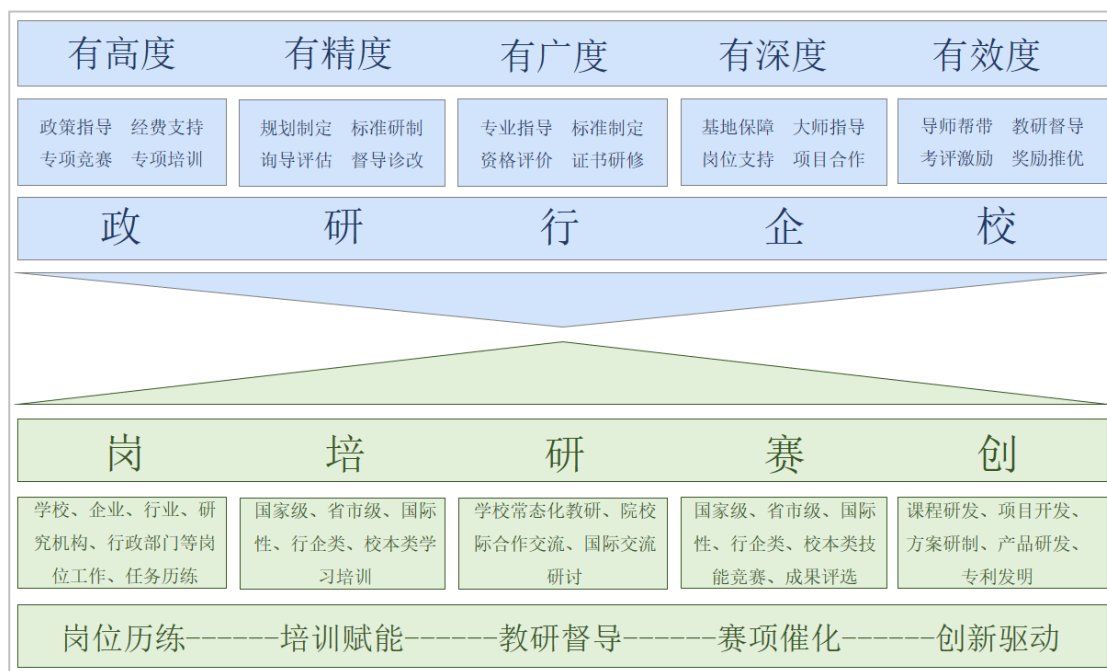 有高度 有精度 有广度 有深度 有效度
政策指导 经费支持
专项竞赛 专项培训
规划制定 标准研制
询导评估 督导诊改
专业指导 标准制定
资格评价 证书研修
基地保障 大师指导
岗位支持 项目合作
导师帮带 教研督导
考评激励 奖励推优
政 研 行 企 校
岗 培 研 赛 创
学校、企业、行业、研
究机构、行政部门等岗
位工作、任务历练
国家级、省市级、国际
性、行企类、校本类学
习培训
学校常态化教研、院校
际合作交流、国际交流
研讨
国家级、省市级、国际
性、行企类、校本类技
能竞赛、成果评选
课程研发、项目开发、
方案研制、产品研发、
专利发明
岗位历练------培训赋能------教研督导------赛项催化------创新驱动